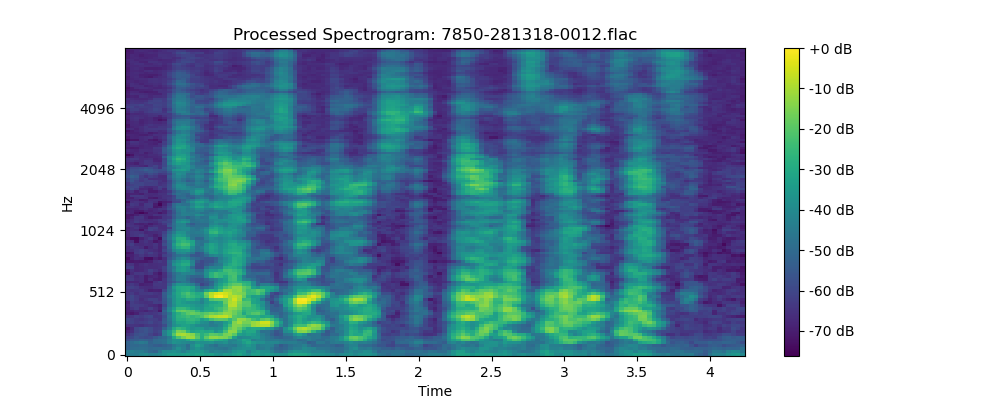 Processed Spectrogram: 7850-281318-0012.flac
Hz
4096
2048
1024
512
0
0 0.5 1 1.5 2 2.5 3 3.5 4
Time
+0 dB
-10 dB
-20 dB
-30 dB
-40 dB
-50 dB
-60 dB
-70 dB